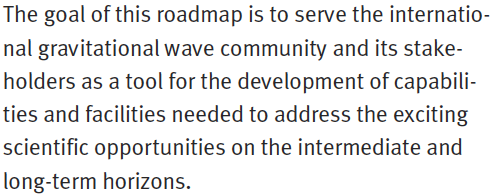 The goal of this roadmap is to serve the internatio-
nal gravitational wave community and its stake-
holders as a tool for the development of capabili-
ties and facilities needed to address the exciting
scientific opportunities on the intermediate and
long-term horizons.